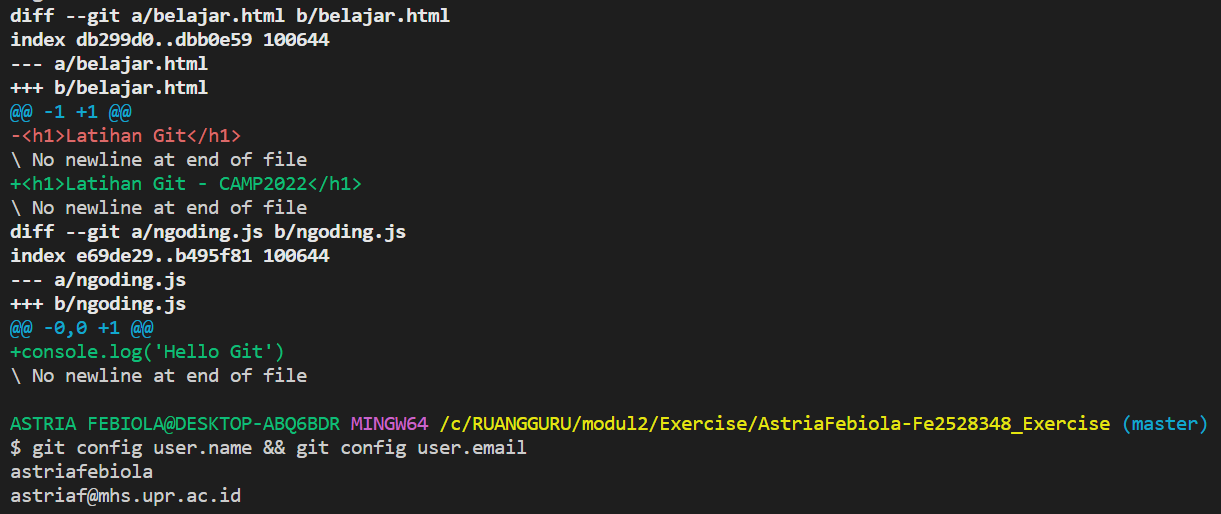 diff --git a/belajar.html b/belajar.html
index db299d0..dbb0e59 100644
--- a/belajar.html
+++ b/belajar.html
@@ -1 +1 @@
-<h1>Latihan Git</h1>
\ No newline at end of file
+<h1>Latihan Git - CAMP2022</h1>
\ No newline at end of file
diff --git a/ngoding.js b/ngoding.js
index e69de29..b495f81 100644
--- a/ngoding.js
+++ b/ngoding.js
@@ -0,0 +1 @@
+console.log('Hello Git')
\ No newline at end of file
ASTRIA FEBIOLA@DESKTOP-ABQ6BDR MINGW64 /c/RUANGGURU/modul2/Exercise/AstriaFebiola-Fe2528348_Exercise (master)
$ git config user.name && git config user.email
astriafebiola
astriaf@mhs.upr.ac.id